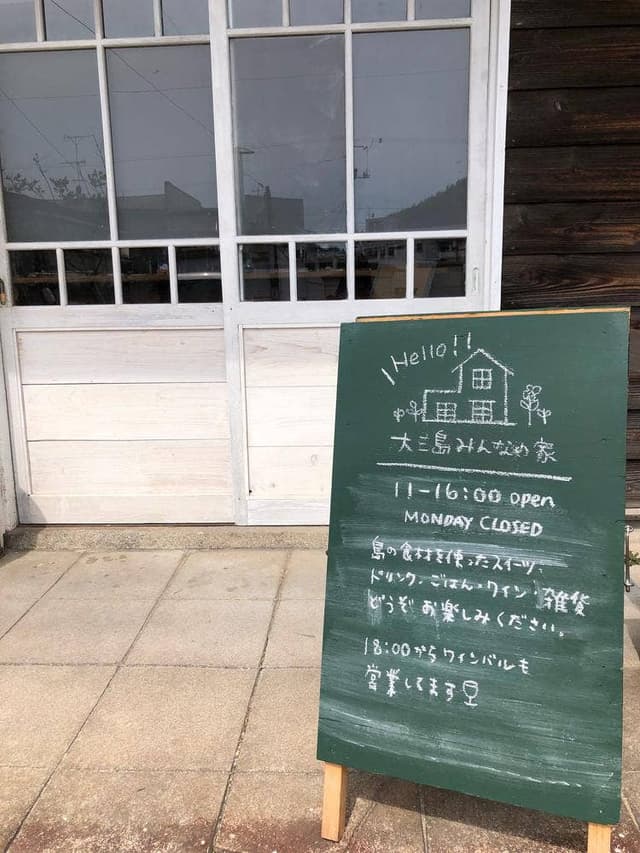 Hello!!
大三島みんなの家
11-16:00 open
MONDAY CLOSED
島の食材を使ったスイーツ、
ドリンク・ごはん・ワイン・雑貨
どうぞお楽しみください。
18:00からワインバルも
営業してます